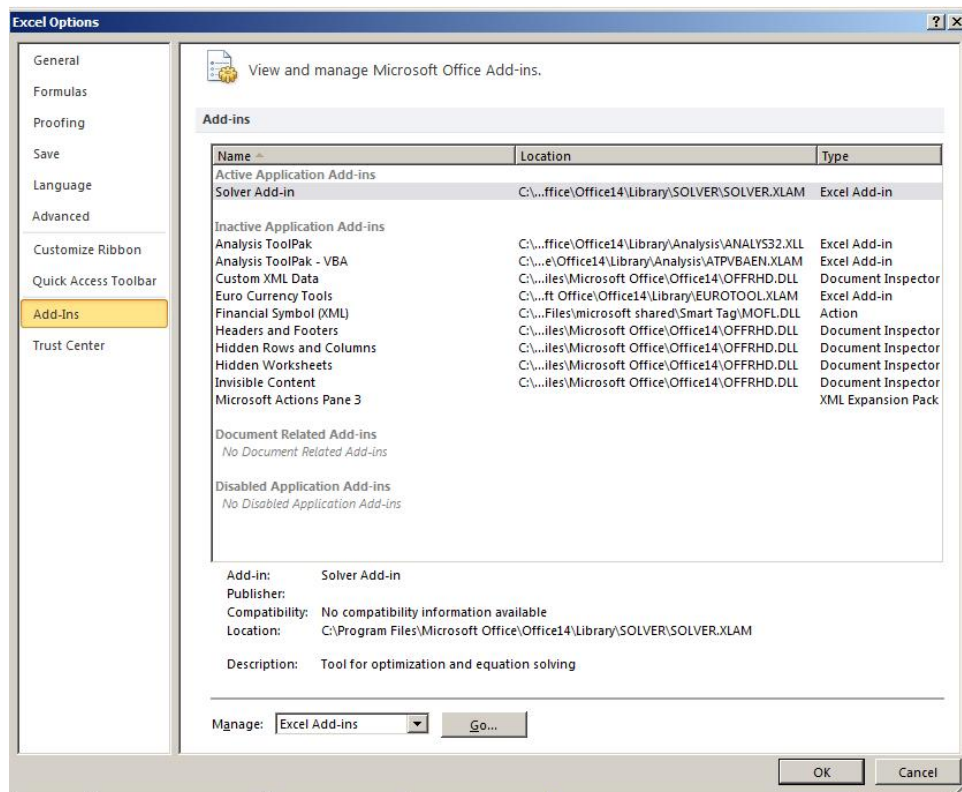 Excel Options
General
Formulas
Proofing
Save
Language
Advanced
Customize Ribbon
Quick Access Toolbar
Add-Ins
Trust Center
View and manage Microsoft Office Add-ins.
Add-ins
Name Location Type
Active Application Add-ins
Solver Add-in C:\...ffice\Office14\Library\SOLVER\SOLVER.XLAM Excel Add-in
Inactive Application Add-ins
Analysis ToolPak C:\...ffice\Office14\Library\Analysis\ANALYS32.XLL Excel Add-in
Analysis ToolPak - VBA C:\...e\Office14\Library\Analysis\ATPVBAEN.XLAM Excel Add-in
Custom XML Data C:\...iles\Microsoft Office\Office14\OFFRHD.DLL Document Inspector
Euro Currency Tools C:\...ft Office\Office14\Library\EUROTOOL.XLAM Excel Add-in
Financial Symbol (XML) C:\...Files\microsoft shared\Smart Tag\MOFL.DLL Action
Headers and Footers C:\...iles\Microsoft Office\Office14\OFFRHD.DLL Document Inspector
Hidden Rows and Columns C:\...iles\Microsoft Office\Office14\OFFRHD.DLL Document Inspector
Hidden Worksheets C:\...iles\Microsoft Office\Office14\OFFRHD.DLL Document Inspector
Invisible Content C:\...iles\Microsoft Office\Office14\OFFRHD.DLL Document Inspector
Microsoft Actions Pane 3 XML Expansion Pack
Document Related Add-ins
No Document Related Add-ins
Disabled Application Add-ins
No Disabled Application Add-ins
Add-in: Solver Add-in
Publisher:
Compatibility: No compatibility information available
Location: C:\Program Files\Microsoft Office\Office14\Library\SOLVER\SOLVER.XLAM
Description: Tool for optimization and equation solving
Manage: Excel Add-ins Go...
OK Cancel